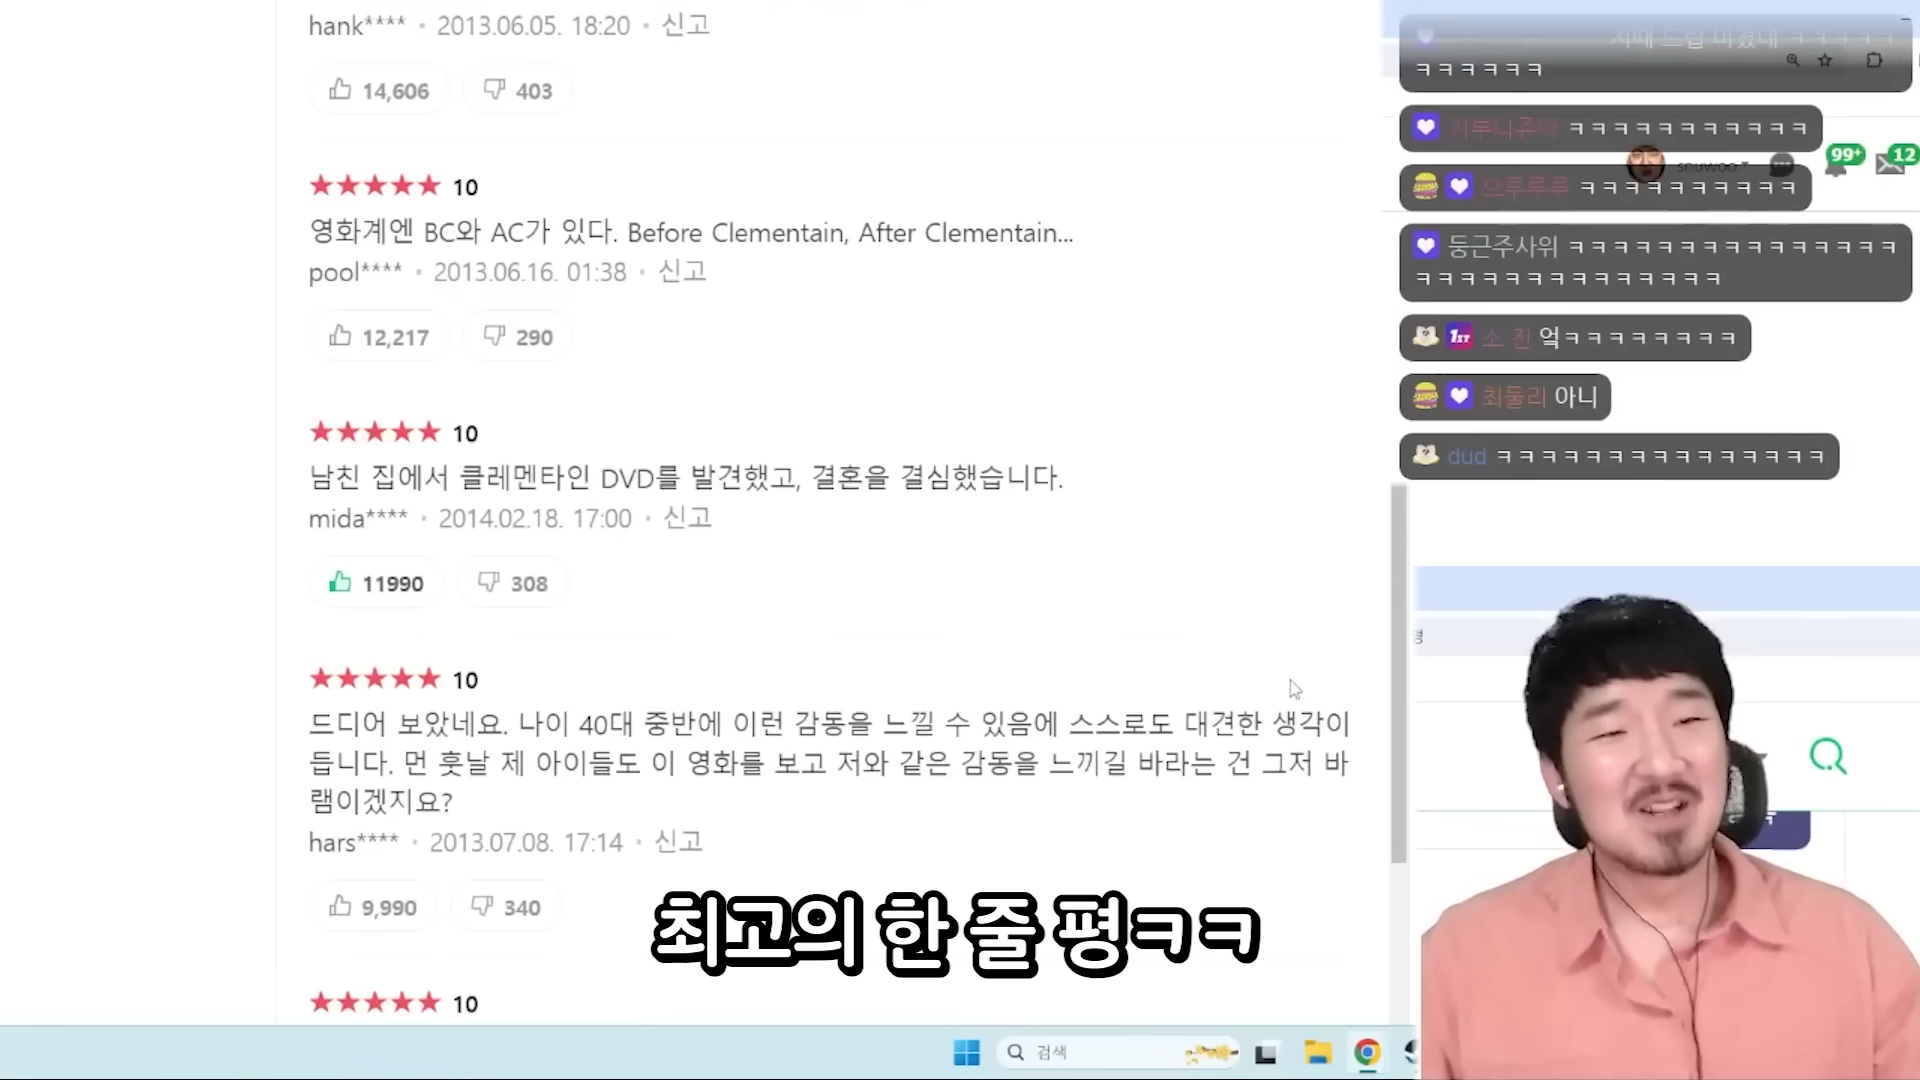 hank**** · 2013.06.05. 18:20 · 신고
14,606 403
★★★★★ 10
영화계엔 BC와 AC가 있다. Before Clementain, After Clementain...
pool**** · 2013.06.16. 01:38 · 신고
12,217 290
★★★★★ 10
남친 집에서 클레멘타인 DVD를 발견했고, 결혼을 결심했습니다.
mida**** · 2014.02.18. 17:00 · 신고
11990 308
★★★★★ 10
드디어 보았네요. 나이 40대 중반에 이런 감동을 느낄 수 있음에 스스로도 대견한 생각이
듭니다. 먼 훗날 제 아이들도 이 영화를 보고 저와 같은 감동을 느끼길 바라는 건 그저 바
램이겠지요?
hars**** · 2013.07.08. 17:14 · 신고
9,990 340
★★★★★ 10
최고의 한 줄 평ㅋㅋ
검색
ㅋㅋㅋㅋㅋㅋ
ㅋㅋㅋㅋㅋㅋㅋㅋㅋㅋㅋ
99+ 12
으루루루 ㅋㅋㅋㅋㅋㅋㅋㅋㅋㅋ
둥근주사위 ㅋㅋㅋㅋㅋㅋㅋㅋㅋㅋㅋㅋㅋㅋㅋ
ㅋㅋㅋㅋㅋㅋㅋㅋㅋㅋㅋㅋㅋㅋ
1ST 소 진 엌ㅋㅋㅋㅋㅋㅋㅋㅋ
최둘리 아니
dud ㅋㅋㅋㅋㅋㅋㅋㅋㅋㅋㅋㅋㅋㅋㅋ